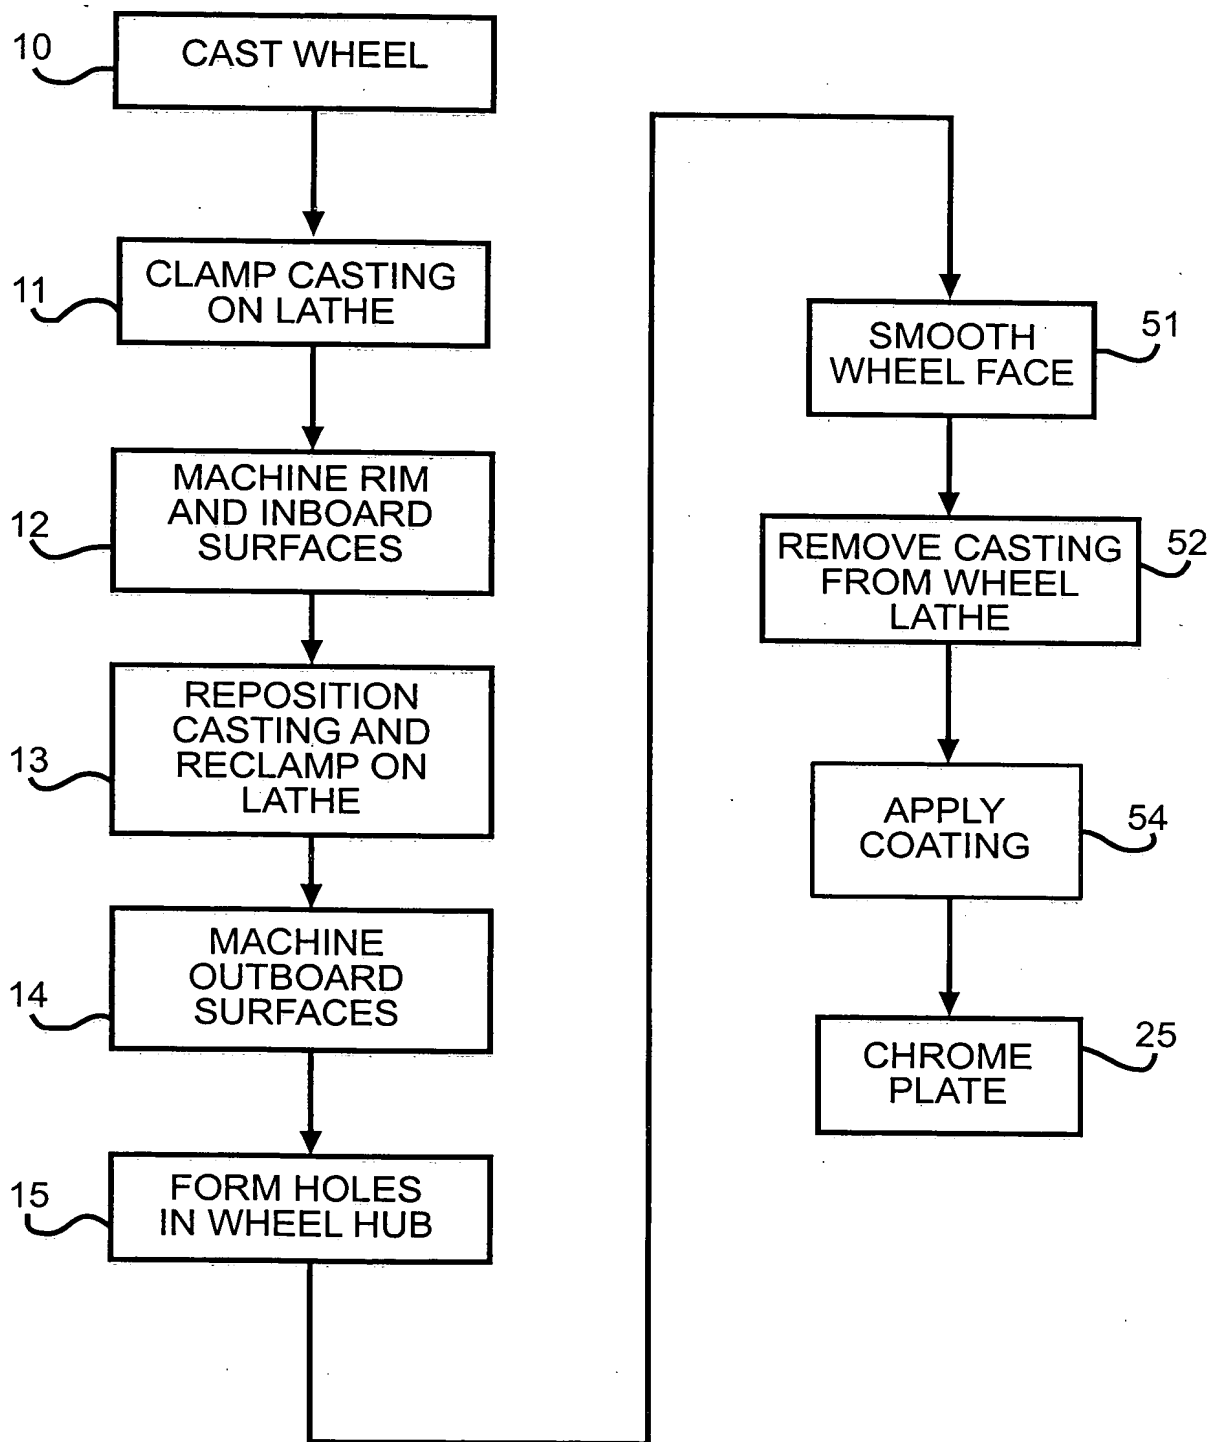 10
CAST WHEEL
11
CLAMP CASTING
ON LATHE
12
MACHINE RIM
AND INBOARD
SURFACES
13
REPOSITION
CASTING AND
RECLAMP ON
LATHE
14
MACHINE
OUTBOARD
SURFACES
15
FORM HOLES
IN WHEEL HUB
51
SMOOTH
WHEEL FACE
52
REMOVE CASTING
FROM WHEEL
LATHE
54
APPLY
COATING
25
CHROME
PLATE